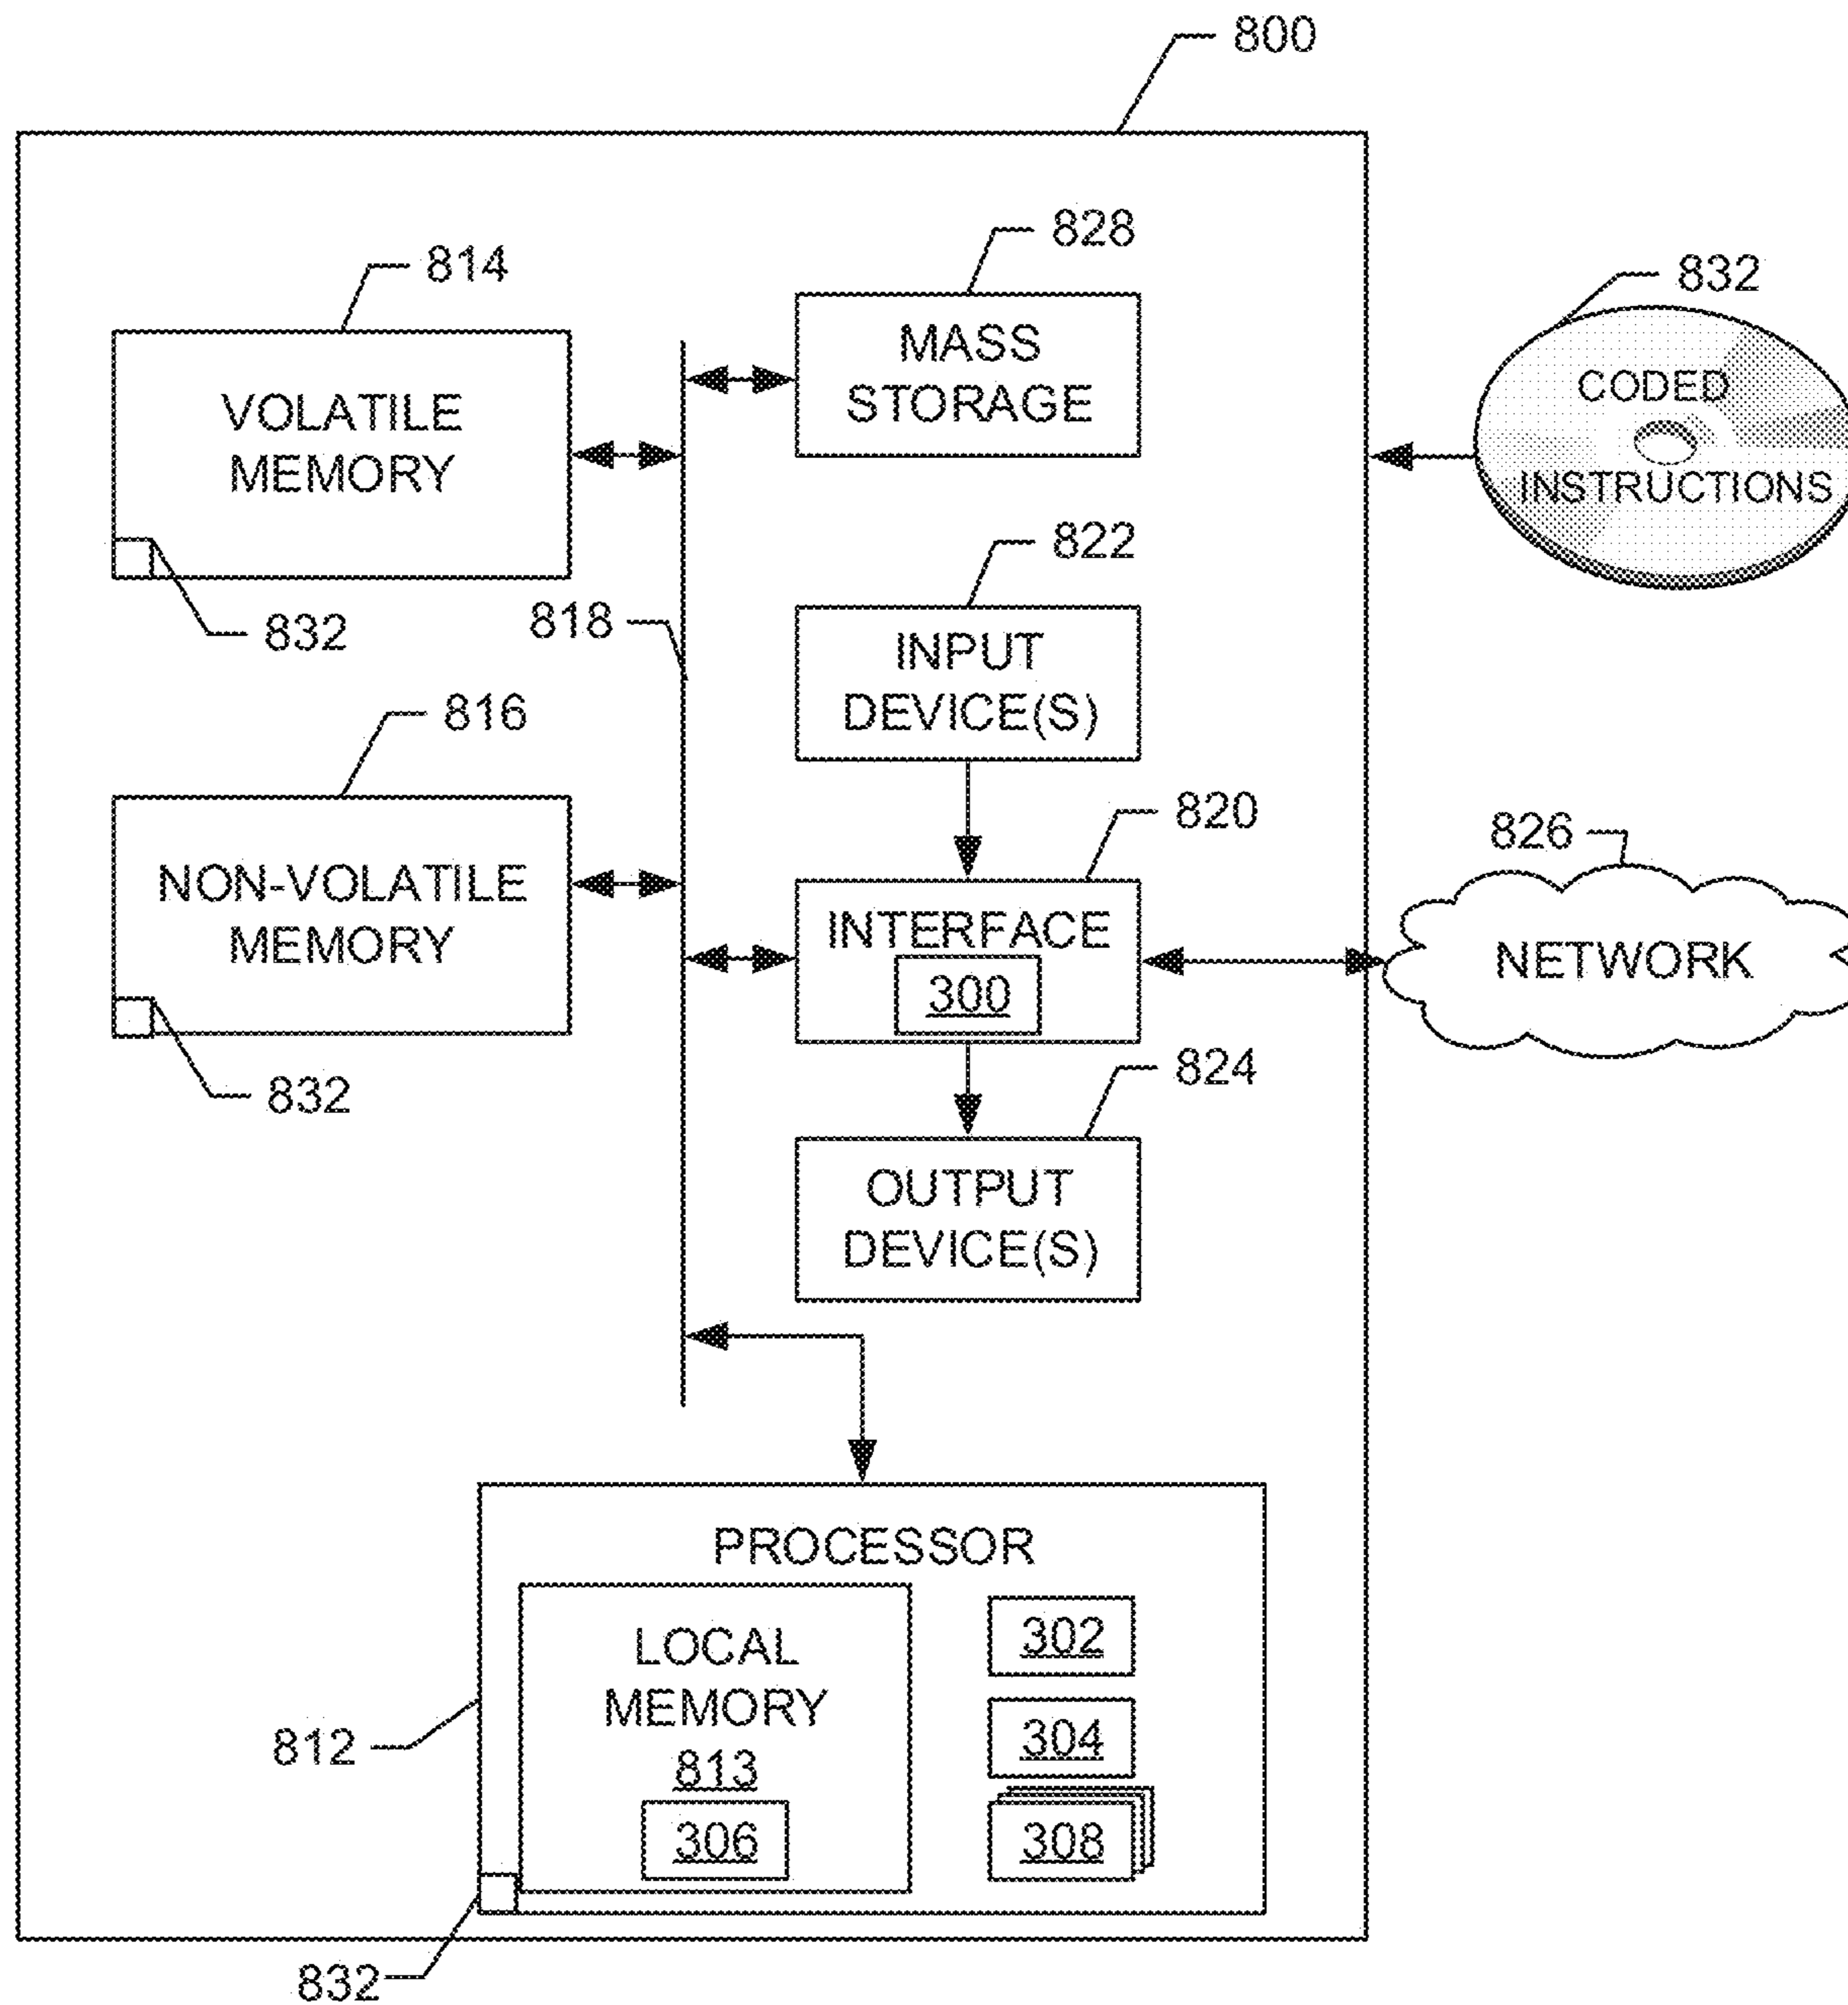 800
828
814
832
MASS
STORAGE
VOLATILE
MEMORY
CODED
INSTRUCTIONS
822
832
818
INPUT
DEVICE(S)
816
820
826
NON-VOLATILE
MEMORY
INTERFACE
300
NETWORK
832
824
OUTPUT
DEVICE(S)
PROCESSOR
LOCAL
MEMORY
813
306
302
304
308
812
832